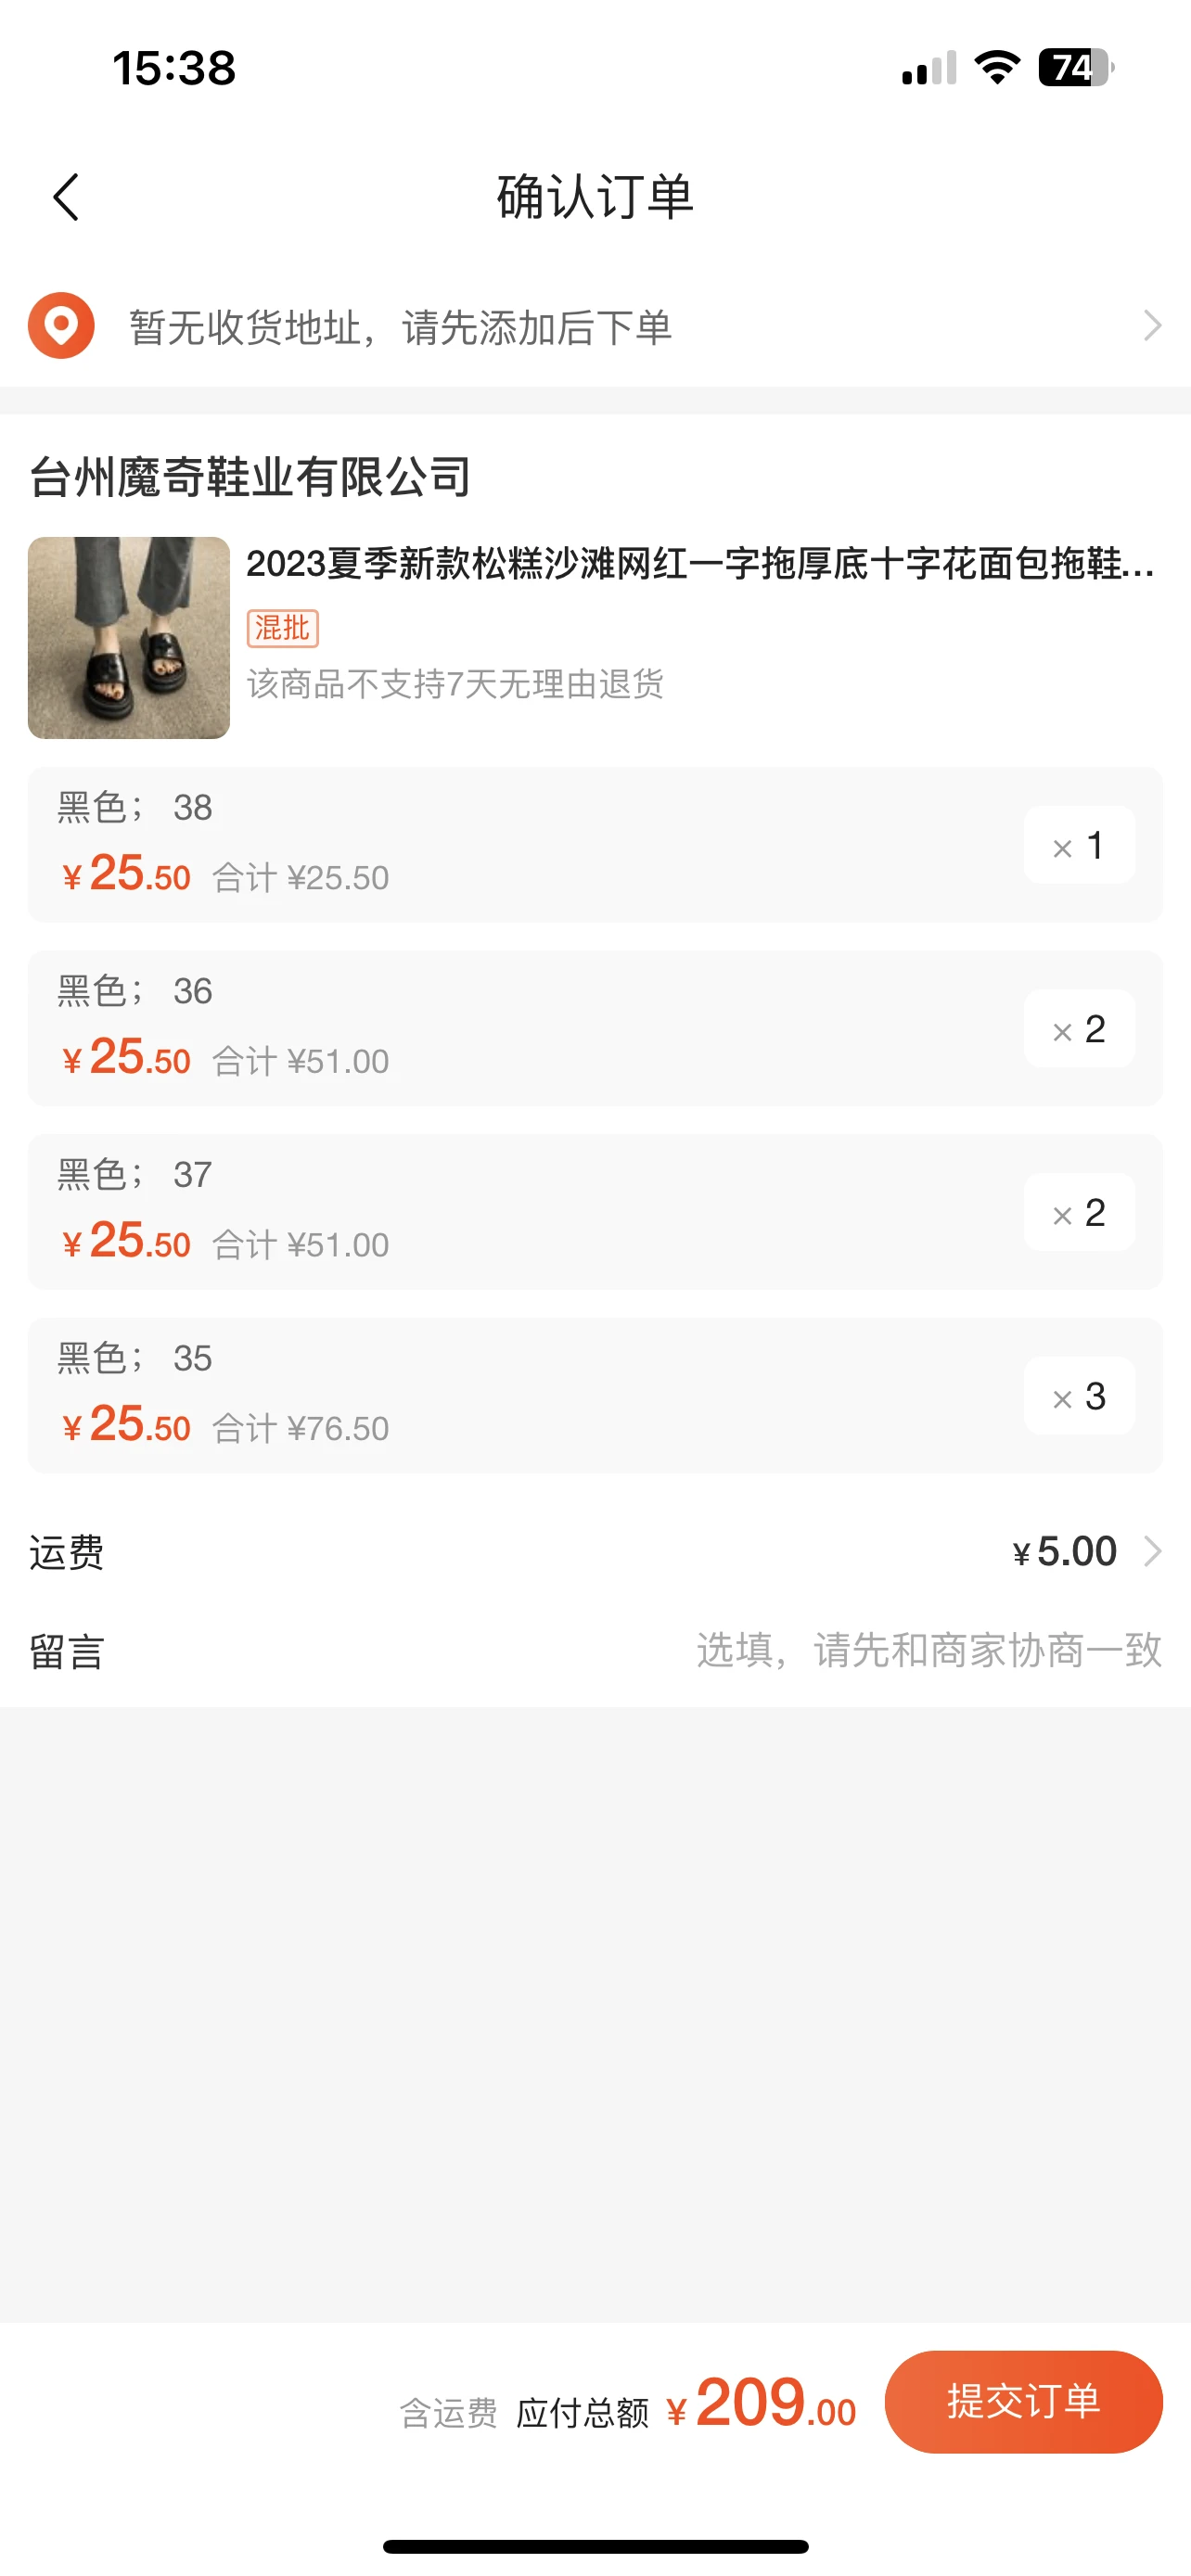 15:38
74
确认订单
暂无收货地址，请先添加后下单
台州魔奇鞋业有限公司
2023夏季新款松糕沙滩网红一字拖厚底十字花面包拖鞋...
混批
该商品不支持7天无理由退货
黑色； 38
¥25.50 合计 ¥25.50
× 1
黑色； 36
¥25.50 合计 ¥51.00
× 2
黑色； 37
¥25.50 合计 ¥51.00
× 2
黑色； 35
¥25.50 合计 ¥76.50
× 3
运费 ¥5.00
留言 选填，请先和商家协商一致
含运费 应付总额 ¥209.00
提交订单